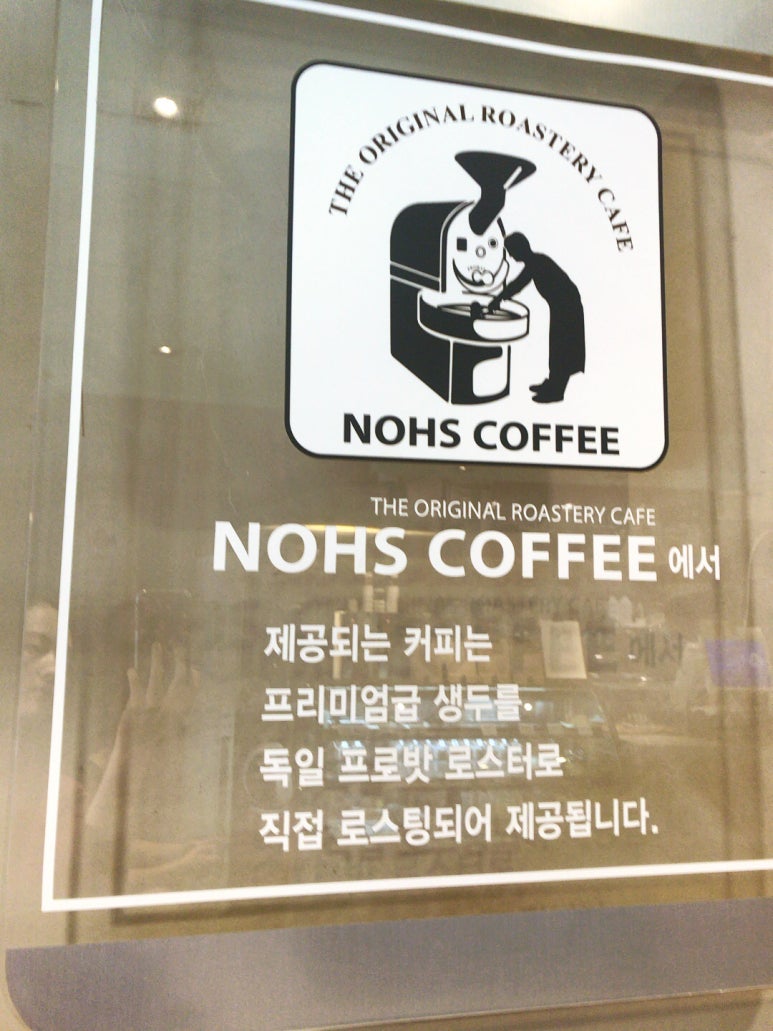 THE ORIGINAL ROASTERY CAFE
NOHS COFFEE
THE ORIGINAL ROASTERY CAFE
NOHS COFFEE 에서
제공되는 커피는
프리미엄급 생두를
독일 프로밧 로스터로
직접 로스팅되어 제공됩니다.